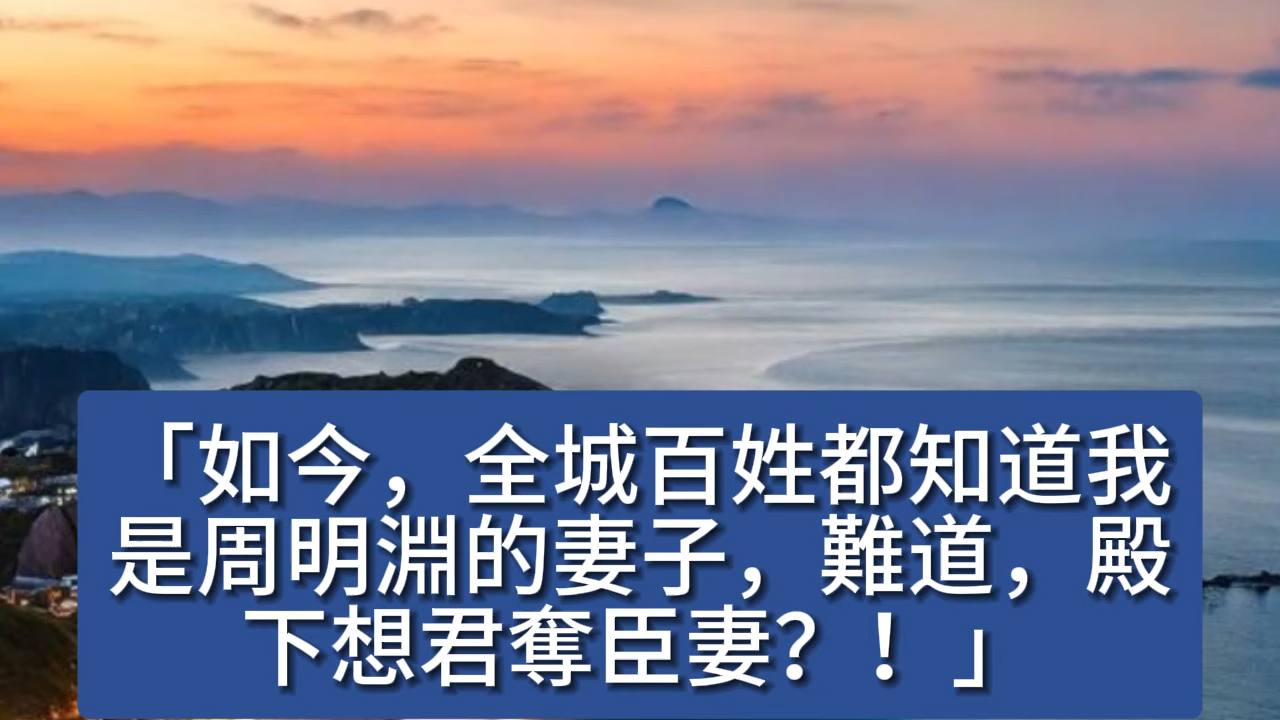 「如今，全城百姓都知道我
是周明淵的妻子，難道，殿
下想君奪臣妻？！」